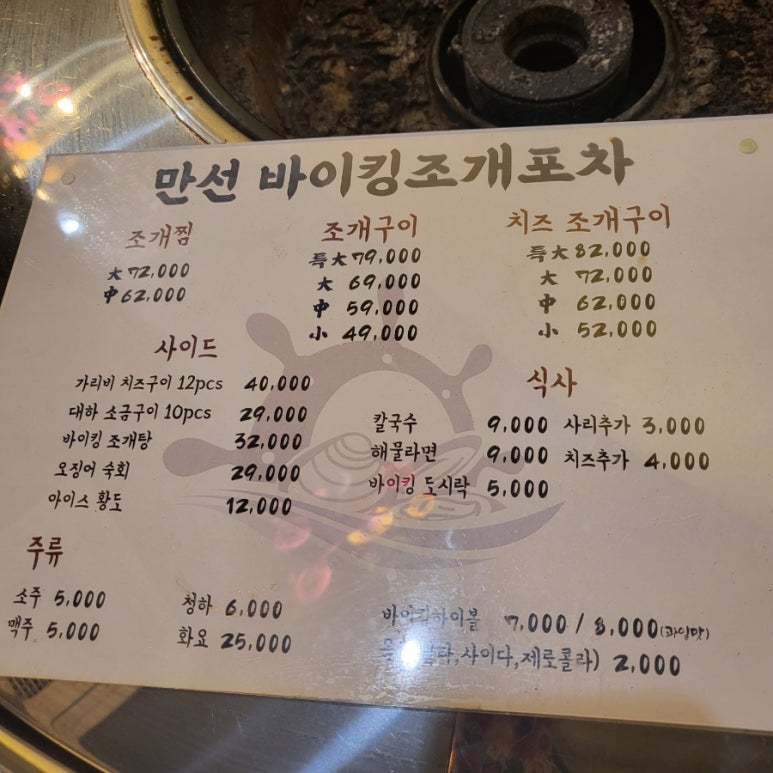 만선 바이킹조개포차
조개찜
大 72,000
中 62,000
조개구이
特大 79,000
大 69,000
中 59,000
小 49,000
치즈 조개구이
特大 82,000
大 72,000
中 62,000
小 52,000
사이드
가리비 치즈구이 12pcs 40,000
대하 소금구이 10pcs 29,000
바이킹 조개탕 32,000
오징어 숙회 29,000
아이스 황도 12,000
식사
칼국수 9,000 사리추가 3,000
해물라면 9,000 치즈추가 4,000
바이킹 도시락 5,000
주류
소주 5,000 청하 6,000
맥주 5,000 화요 25,000
바이킹하이볼 7,000 / 8,000(과일맛)
사이다,제로콜라) 2,000